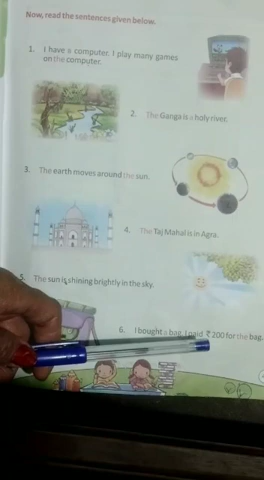 Now, read the sentences given below.
1. I have a computer. I play many games
on the computer.
2. The Ganga is a holy river.
3. The earth moves around the sun.
4. The Taj Mahal is in Agra.
5. The sun is shining brightly in the sky.
6. I bought a bag. I paid ₹200 for the bag.